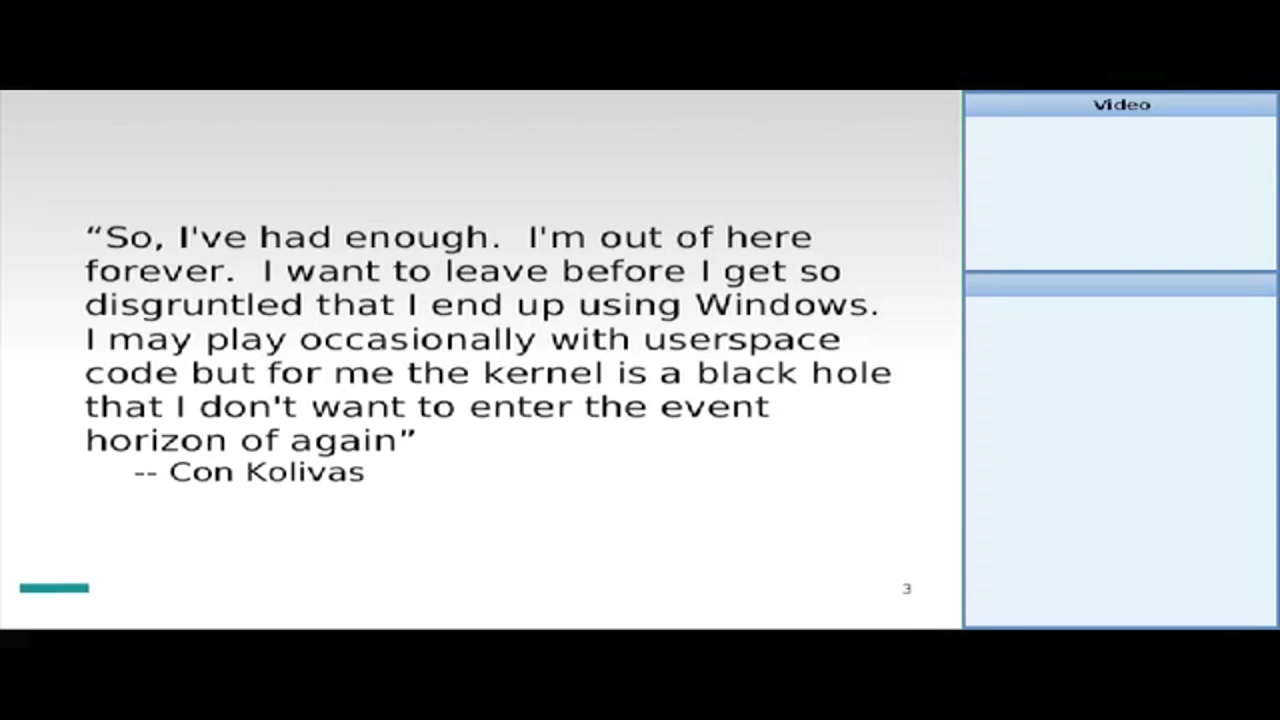 Video
“So, I've had enough.  I'm out of here
forever.  I want to leave before I get so
disgruntled that I end up using Windows.
I may play occasionally with userspace
code but for me the kernel is a black hole
that I don't want to enter the event
horizon of again”
-- Con Kolivas
3